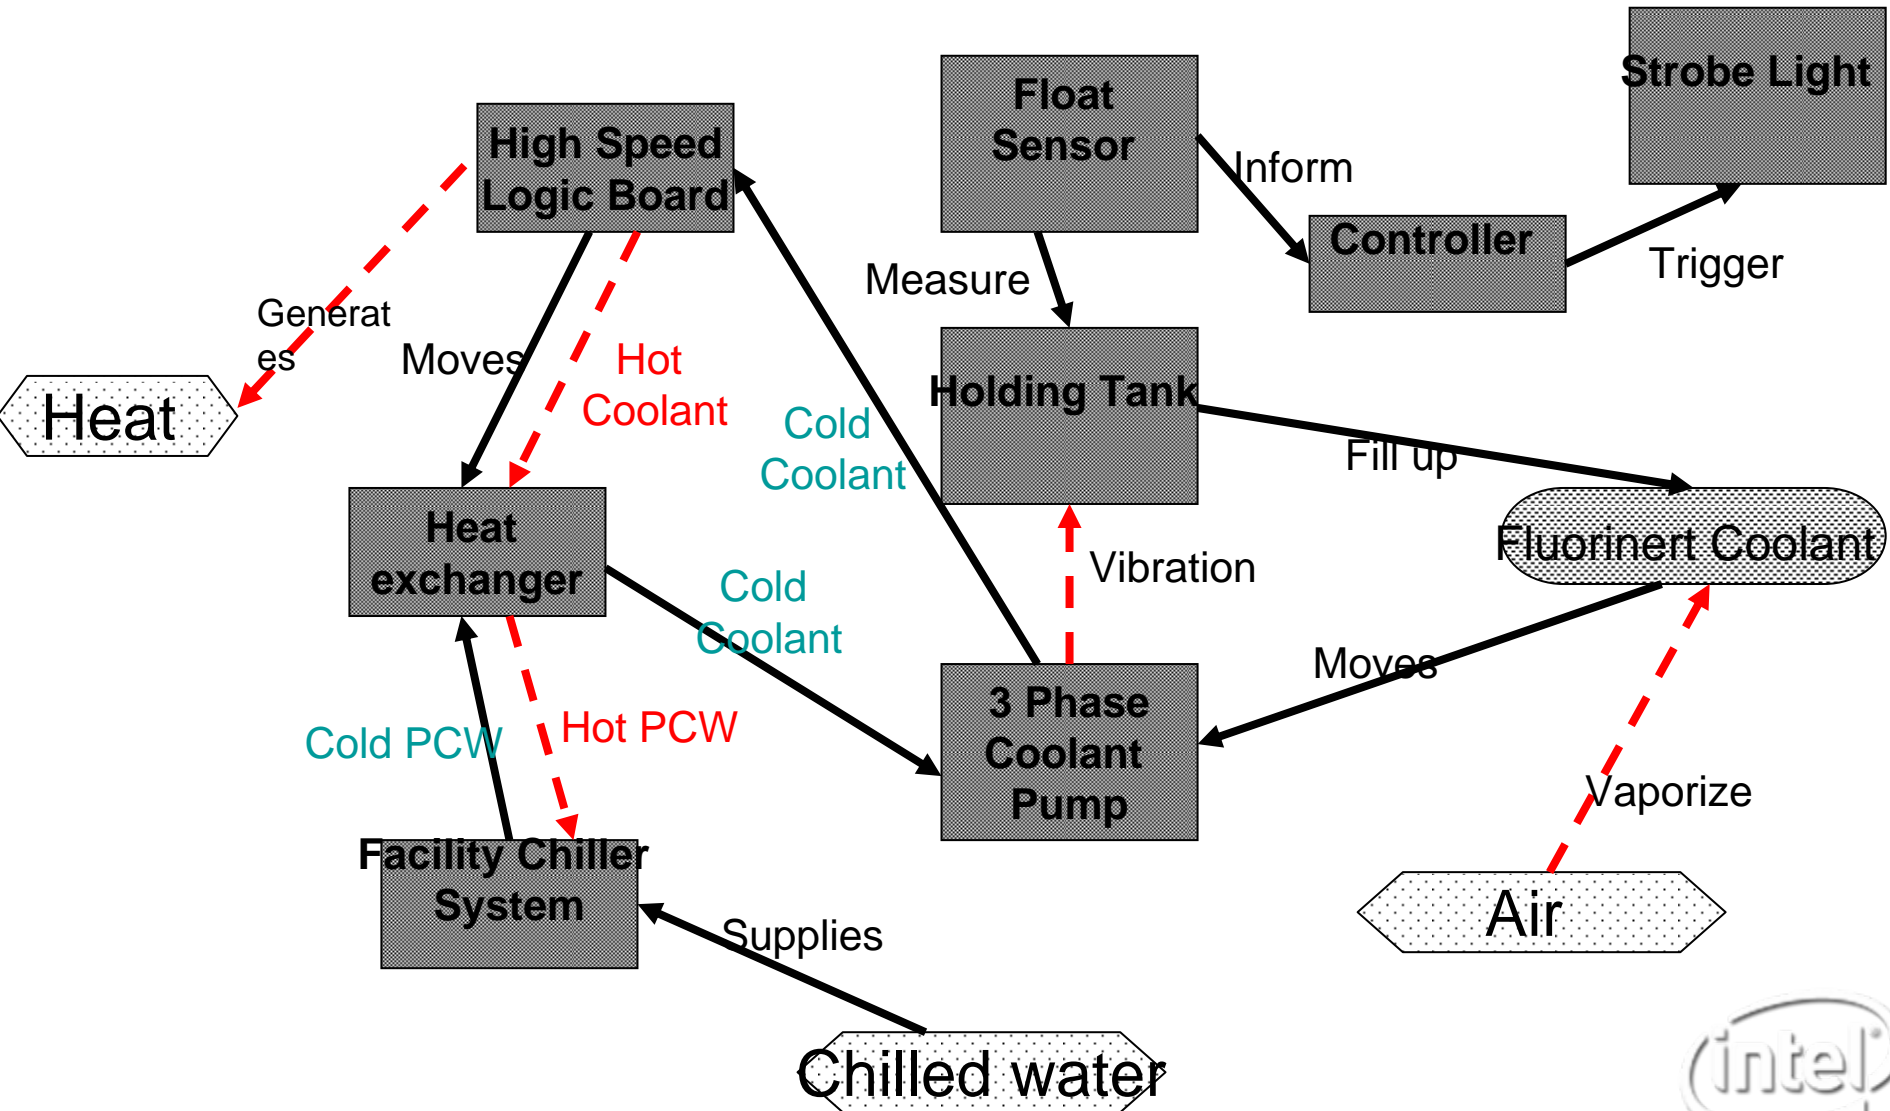 Strobe Light
Float
Sensor
High Speed
Logic Board
Inform
Controller
Trigger
Measure
Generat
es
Moves
Hot
Coolant
Heat
Cold
Coolant
Holding Tank
Fill up
Fluorinert Coolant
Heat
exchanger
Cold
Coolant
Vibration
Moves
3 Phase
Coolant
Pump
Cold PCW
Hot PCW
Vaporize
Facility Chiller
System
Supplies
Air
Chilled water
intel